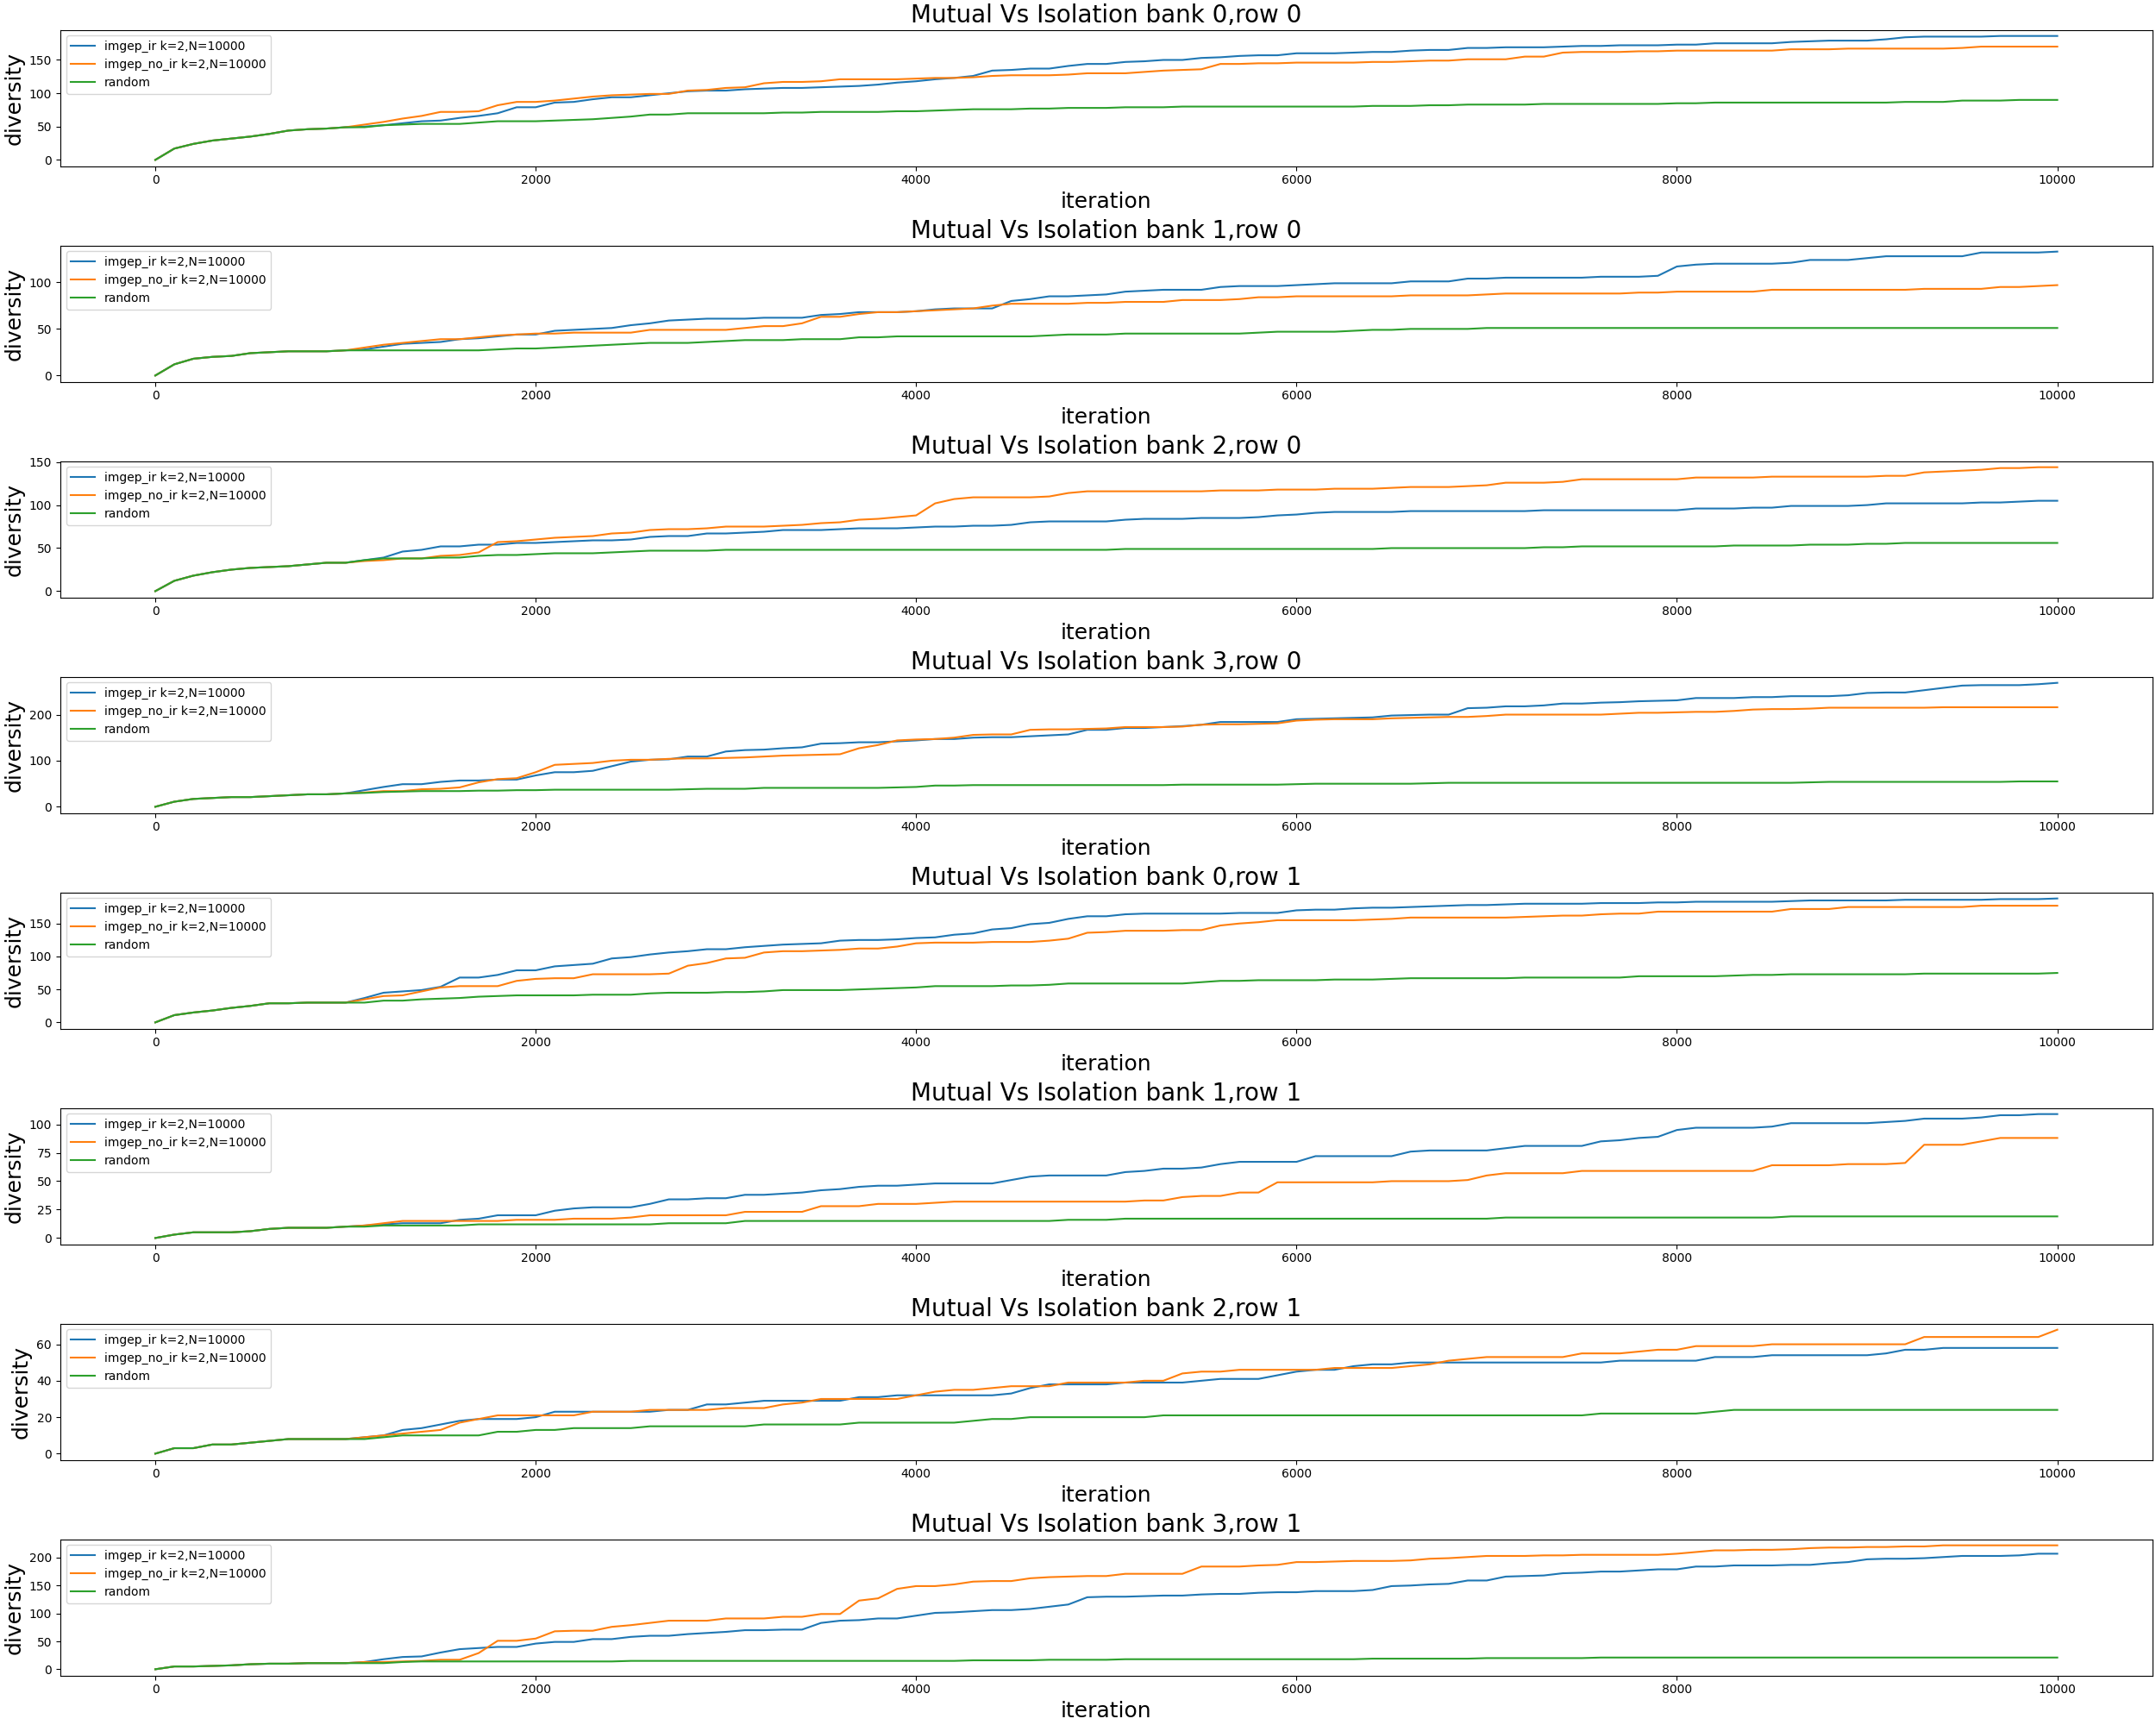 Mutual Vs Isolation bank 0,row 0
diversity
150
100
50
0
imgep_ir k=2,N=10000
imgep_no_ir k=2,N=10000
random
0 2000 4000 6000 8000 10000
iteration
Mutual Vs Isolation bank 1,row 0
diversity
100
50
0
imgep_ir k=2,N=10000
imgep_no_ir k=2,N=10000
random
0 2000 4000 6000 8000 10000
iteration
Mutual Vs Isolation bank 2,row 0
diversity
150
100
50
0
imgep_ir k=2,N=10000
imgep_no_ir k=2,N=10000
random
0 2000 4000 6000 8000 10000
iteration
Mutual Vs Isolation bank 3,row 0
diversity
200
100
0
imgep_ir k=2,N=10000
imgep_no_ir k=2,N=10000
random
0 2000 4000 6000 8000 10000
iteration
Mutual Vs Isolation bank 0,row 1
diversity
150
100
50
0
imgep_ir k=2,N=10000
imgep_no_ir k=2,N=10000
random
0 2000 4000 6000 8000 10000
iteration
Mutual Vs Isolation bank 1,row 1
diversity
100
75
50
25
0
imgep_ir k=2,N=10000
imgep_no_ir k=2,N=10000
random
0 2000 4000 6000 8000 10000
iteration
Mutual Vs Isolation bank 2,row 1
diversity
60
40
20
0
imgep_ir k=2,N=10000
imgep_no_ir k=2,N=10000
random
0 2000 4000 6000 8000 10000
iteration
Mutual Vs Isolation bank 3,row 1
diversity
200
150
100
50
0
imgep_ir k=2,N=10000
imgep_no_ir k=2,N=10000
random
0 2000 4000 6000 8000 10000
iteration